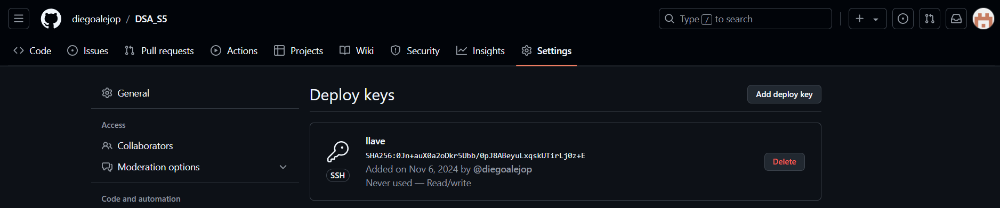 diegoalejop / DSA_S5
Type / to search
Code Issues Pull requests Actions Projects Wiki Security Insights Settings
General
Access
Collaborators
Moderation options
Code and automation
Deploy keys
Add deploy key
llave
SHA256:0Jn+auX0a2oDkr5Ubb/0pJ8ABeyuLxqskUTirLj0z+E
Added on Nov 6, 2024 by @diegoalejop
Never used — Read/write
SSH
Delete